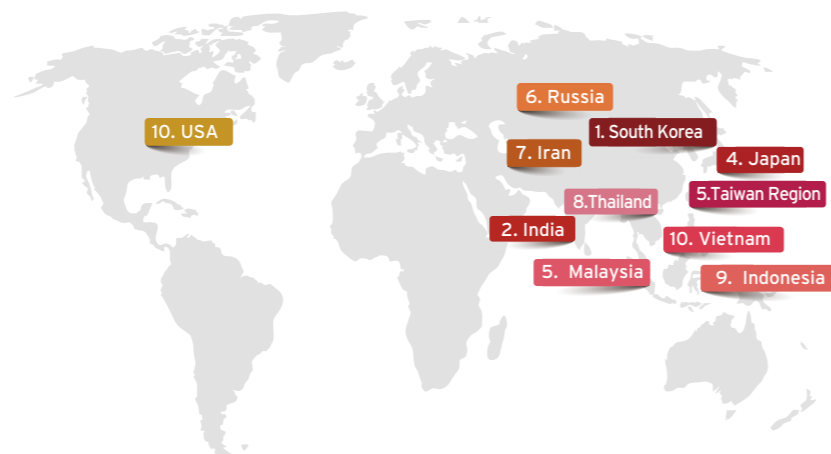 6. Russia
10. USA
1. South Korea
7. Iran
4. Japan
5.Taiwan Region
8.Thailand
2. India
10. Vietnam
5. Malaysia
9. Indonesia